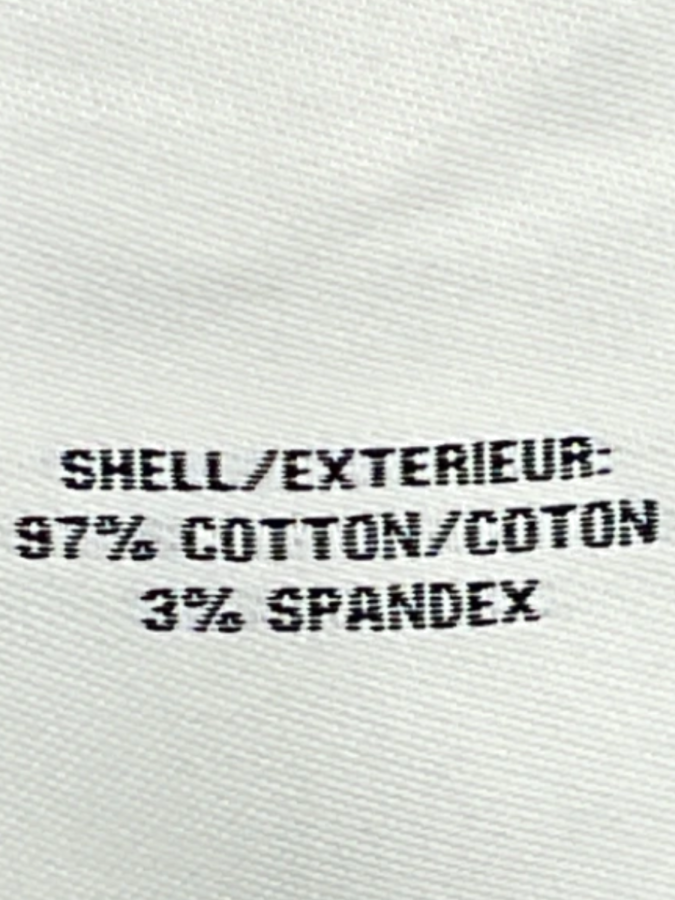 SHELL/EXTERIEUR:
97% COTTON/COTON
3% SPANDEX